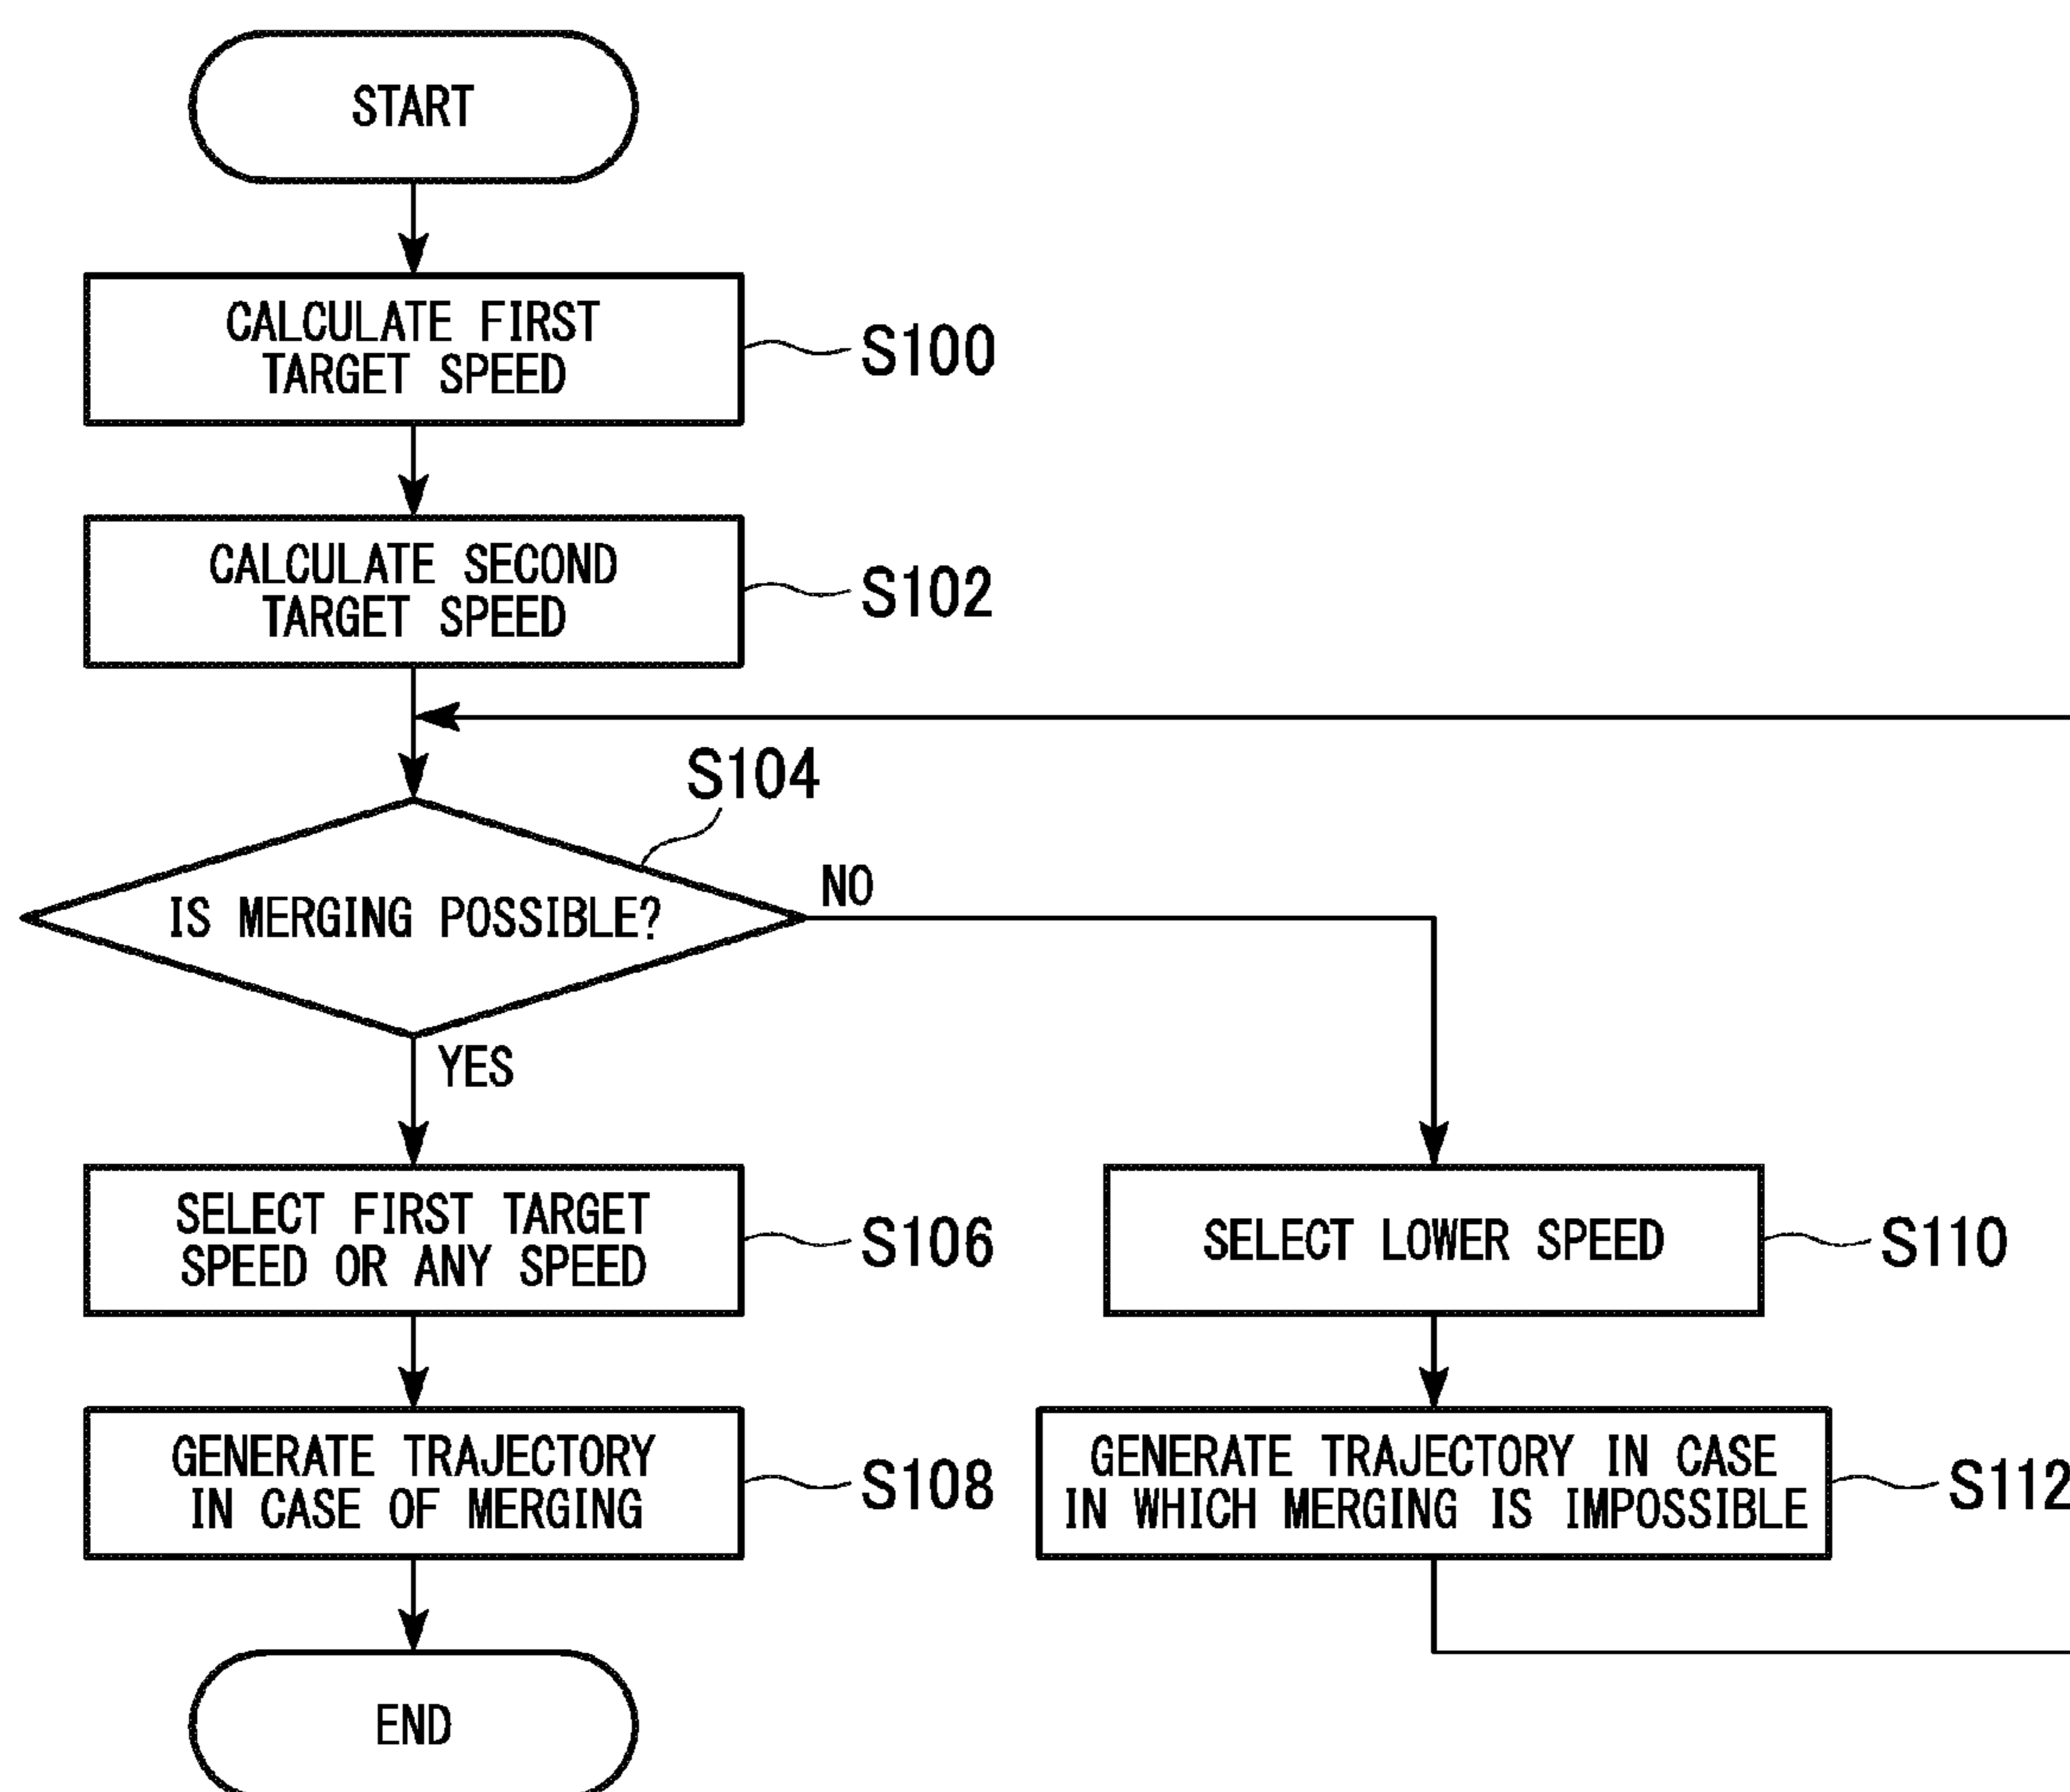 START
CALCULATE FIRST
TARGET SPEED
S100
CALCULATE SECOND
TARGET SPEED
S102
S104
IS MERGING POSSIBLE?
NO
YES
SELECT FIRST TARGET
SPEED OR ANY SPEED
S106
SELECT LOWER SPEED
S110
GENERATE TRAJECTORY
IN CASE OF MERGING
S108
GENERATE TRAJECTORY IN CASE
IN WHICH MERGING IS IMPOSSIBLE
S112
END